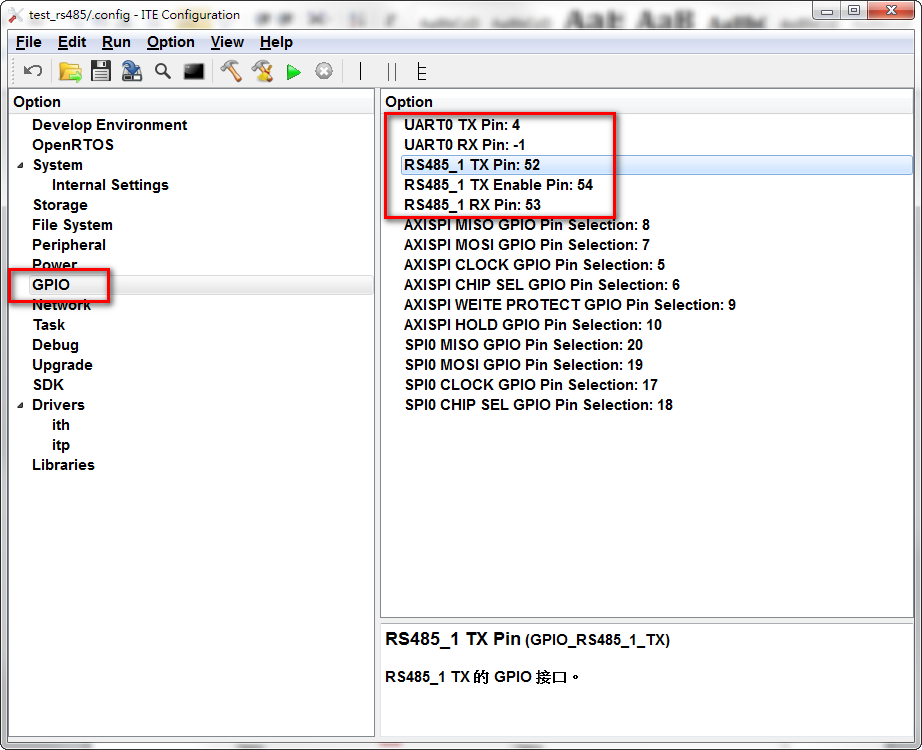 test_rs485/.config - ITE Configuration
File Edit Run Option View Help
Option
Develop Environment
OpenRTOS
System
Internal Settings
Storage
File System
Peripheral
Power
GPIO
Network
Task
Debug
Upgrade
SDK
Drivers
ith
itp
Libraries
Option
UART0 TX Pin: 4
UART0 RX Pin: -1
RS485_1 TX Pin: 52
RS485_1 TX Enable Pin: 54
RS485_1 RX Pin: 53
AXISPI MISO GPIO Pin Selection: 8
AXISPI MOSI GPIO Pin Selection: 7
AXISPI CLOCK GPIO Pin Selection: 5
AXISPI CHIP SEL GPIO Pin Selection: 6
AXISPI WEITE PROTECT GPIO Pin Selection: 9
AXISPI HOLD GPIO Pin Selection: 10
SPI0 MISO GPIO Pin Selection: 20
SPI0 MOSI GPIO Pin Selection: 19
SPI0 CLOCK GPIO Pin Selection: 17
SPI0 CHIP SEL GPIO Pin Selection: 18
RS485_1 TX Pin (GPIO_RS485_1_TX)
RS485_1 TX 的 GPIO 接口。